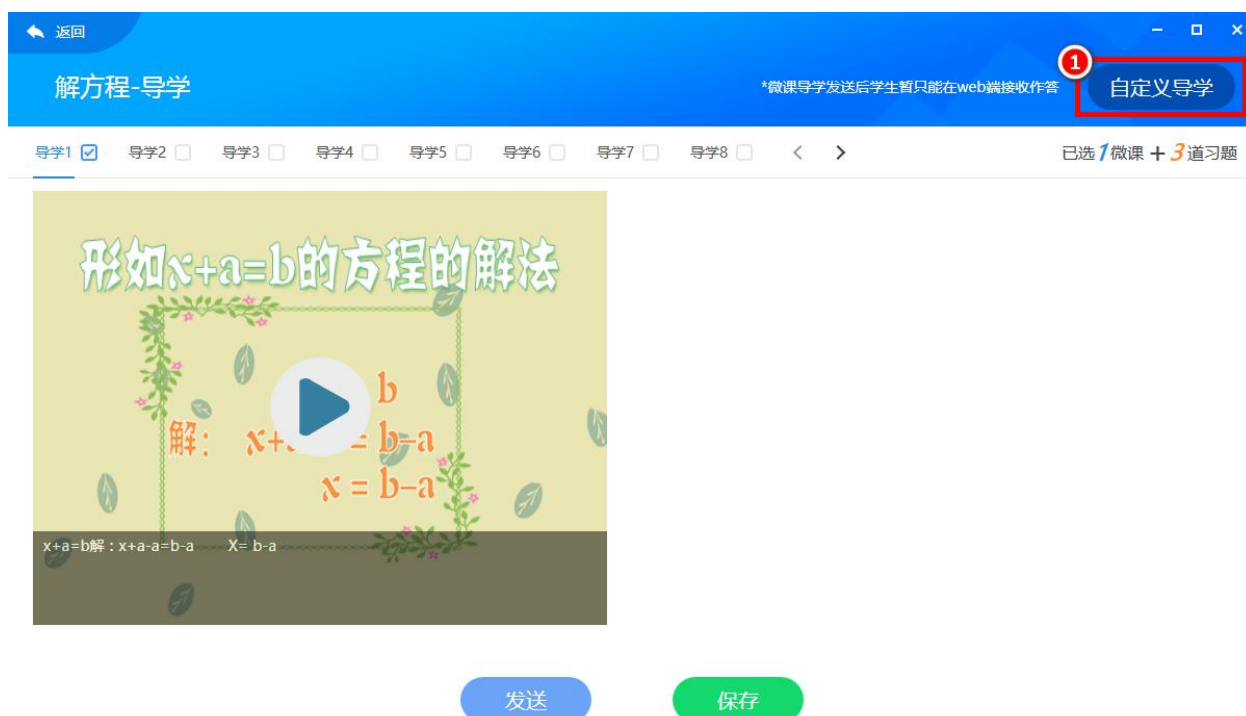 返回
解方程-导学
*微课导学发送后学生暂只能在web端接收作答
1
自定义导学
导学1 导学2 导学3 导学4 导学5 导学6 导学7 导学8
已选1微课+3道习题
形如x+a=b的方程的解法
b
解: x+ = b-a
x = b-a
x+a=b解:x+a-a=b-a X= b-a
发送 保存